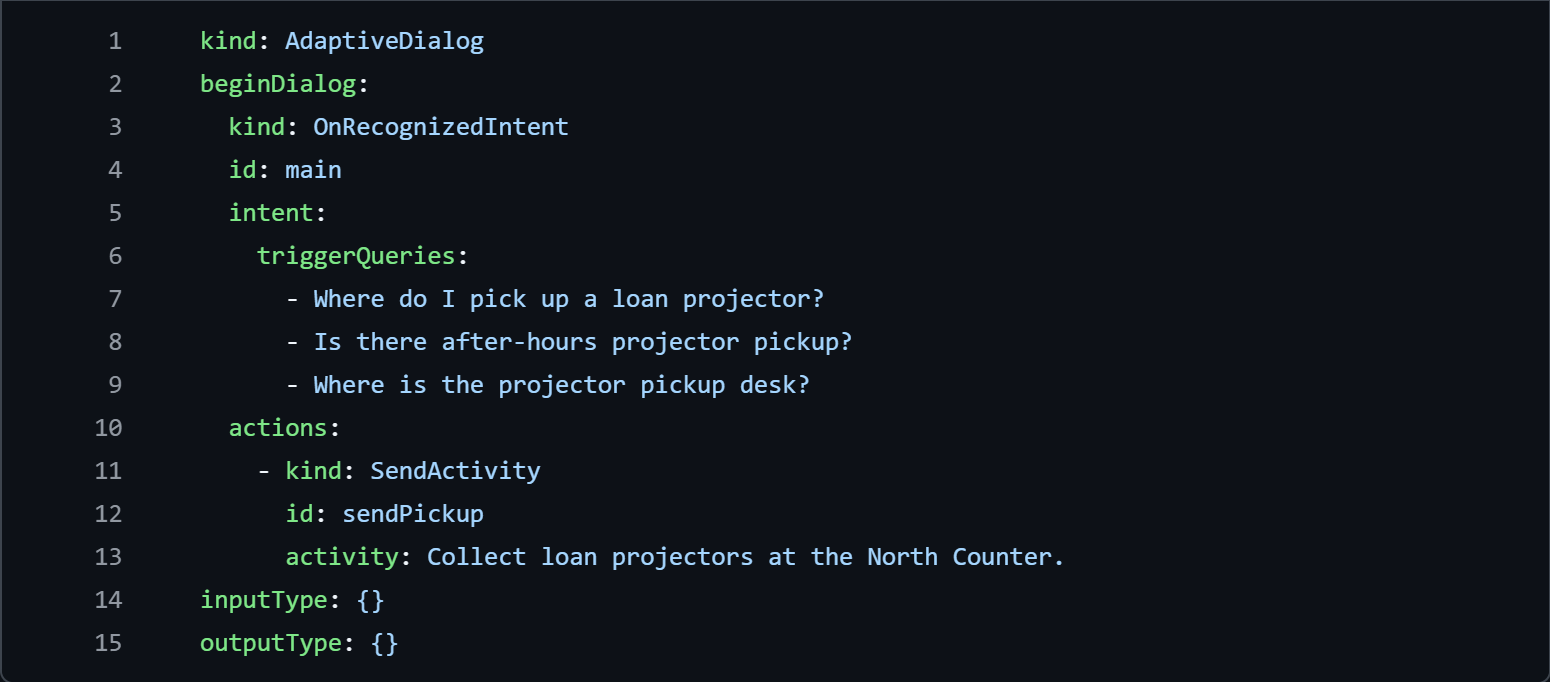 1 kind: AdaptiveDialog
2 beginDialog:
3   kind: OnRecognizedIntent
4   id: main
5   intent:
6     triggerQueries:
7       - Where do I pick up a loan projector?
8       - Is there after-hours projector pickup?
9       - Where is the projector pickup desk?
10   actions:
11     - kind: SendActivity
12       id: sendPickup
13       activity: Collect loan projectors at the North Counter.
14 inputType: {}
15 outputType: {}